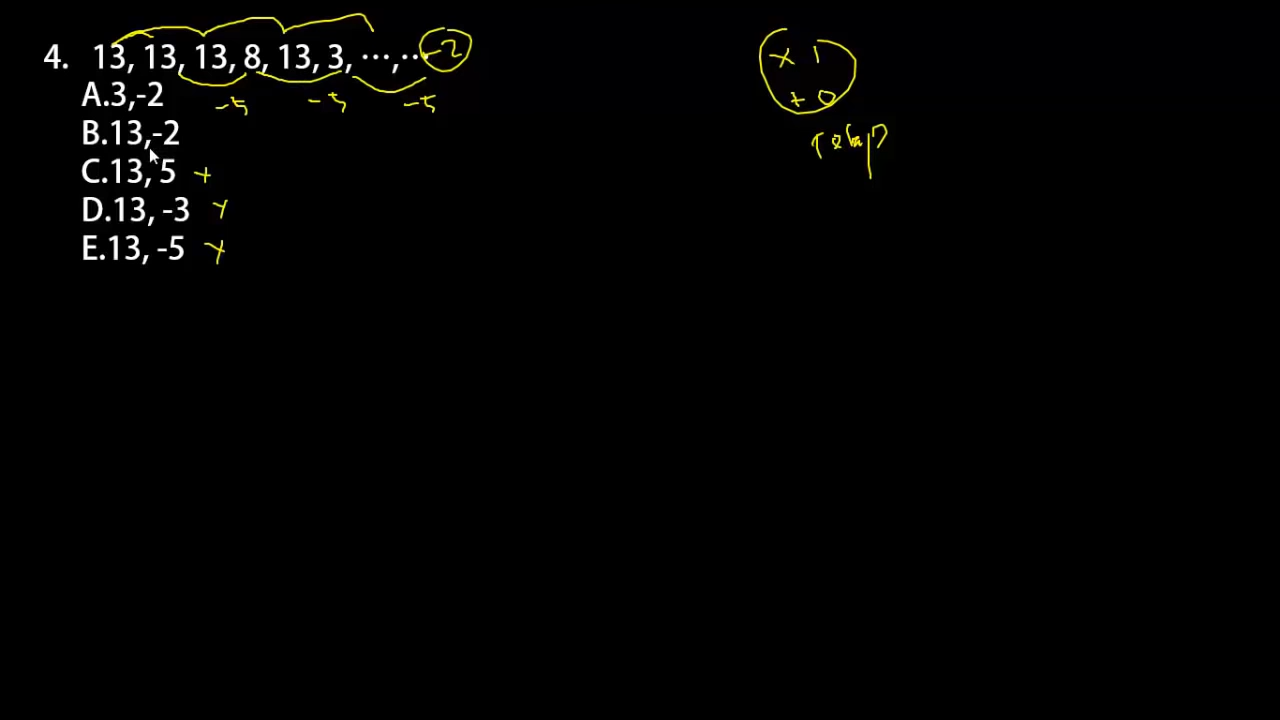 4. 13, 13, 13, 8, 13, 3, ...,... -2
-5 -5 -5
A.3,-2
B.13,-2
C.13, 5
D.13, -3
E.13, -5
x 1
+ 0